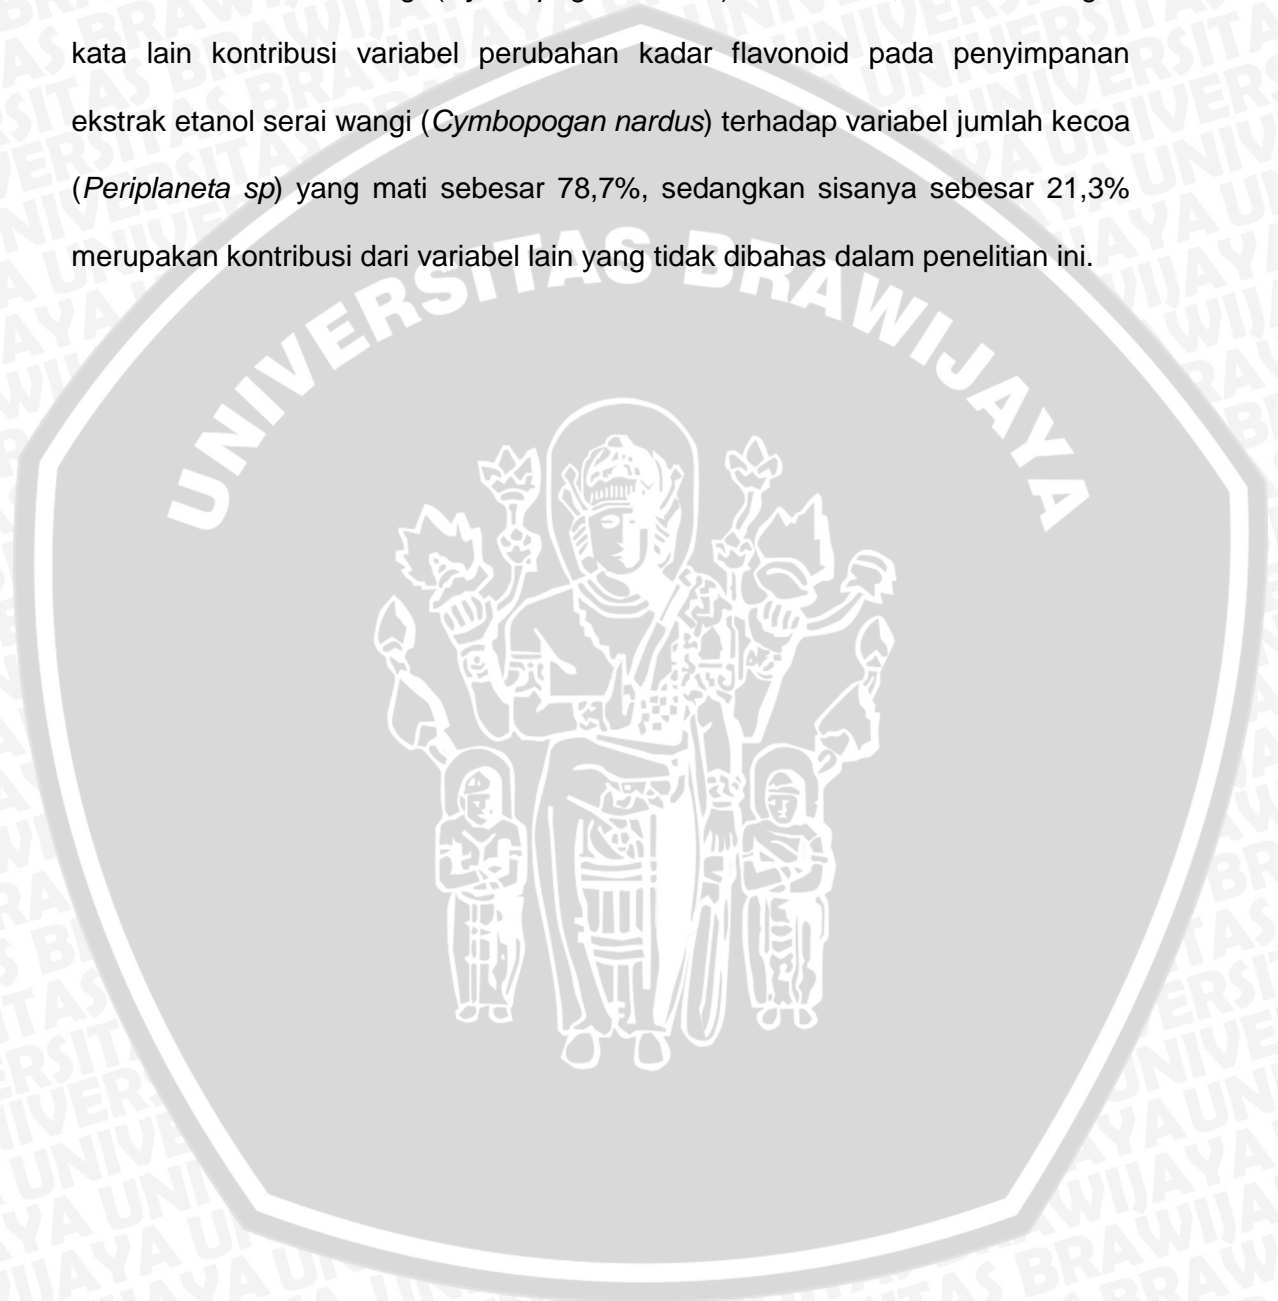 kata lain kontribusi variabel perubahan kadar flavonoid pada penyimpanan
ekstrak etanol serai wangi (Cymbopogan nardus) terhadap variabel jumlah kecoa
(Periplaneta sp) yang mati sebesar 78,7%, sedangkan sisanya sebesar 21,3%
merupakan kontribusi dari variabel lain yang tidak dibahas dalam penelitian ini.
UNIVERSITAS BRAWIJAYA